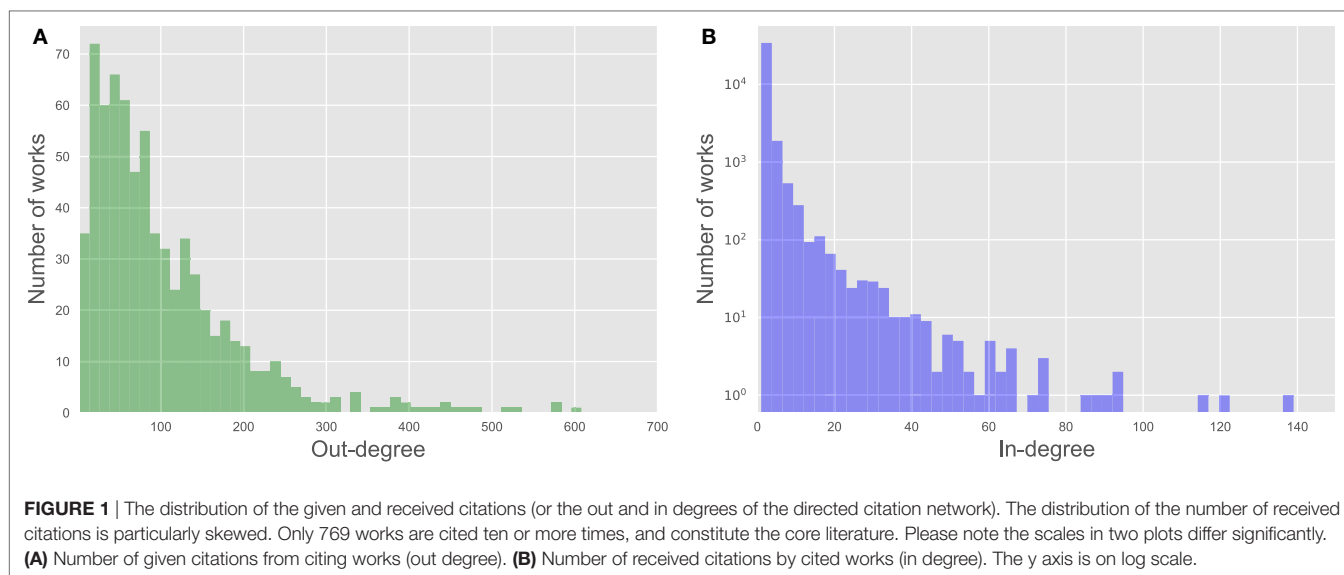 A
Number of works
70
60
50
40
30
20
10
0
100 200 300 400 500 600 700
Out-degree
B
Number of works
10^4
10^3
10^2
10^1
10^0
0 20 40 60 80 100 120 140
In-degree
FIGURE 1 | The distribution of the given and received citations (or the out and in degrees of the directed citation network). The distribution of the number of received
citations is particularly skewed. Only 769 works are cited ten or more times, and constitute the core literature. Please note the scales in two plots differ significantly.
(A) Number of given citations from citing works (out degree). (B) Number of received citations by cited works (in degree). The y axis is on log scale.